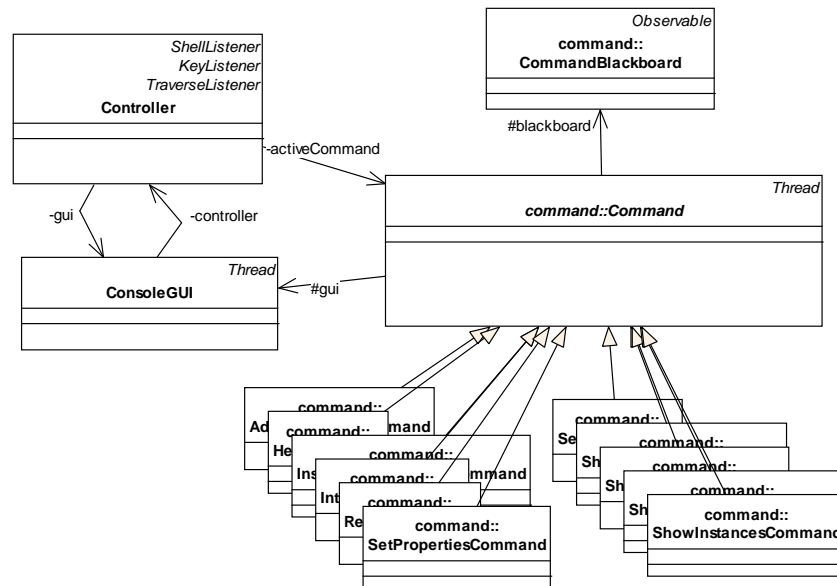 ShellListener
KeyListener
TraverseListener
Controller
Observable
command::
CommandBlackboard
#blackboard
-activeCommand
Thread
command::Command
-gui
-controller
Thread
ConsoleGUI
#gui
command::
command::
command::
command::
command::
command::
SetPropertiesCommand
command::
command::
command::
command::
command::
ShowInstancesCommand